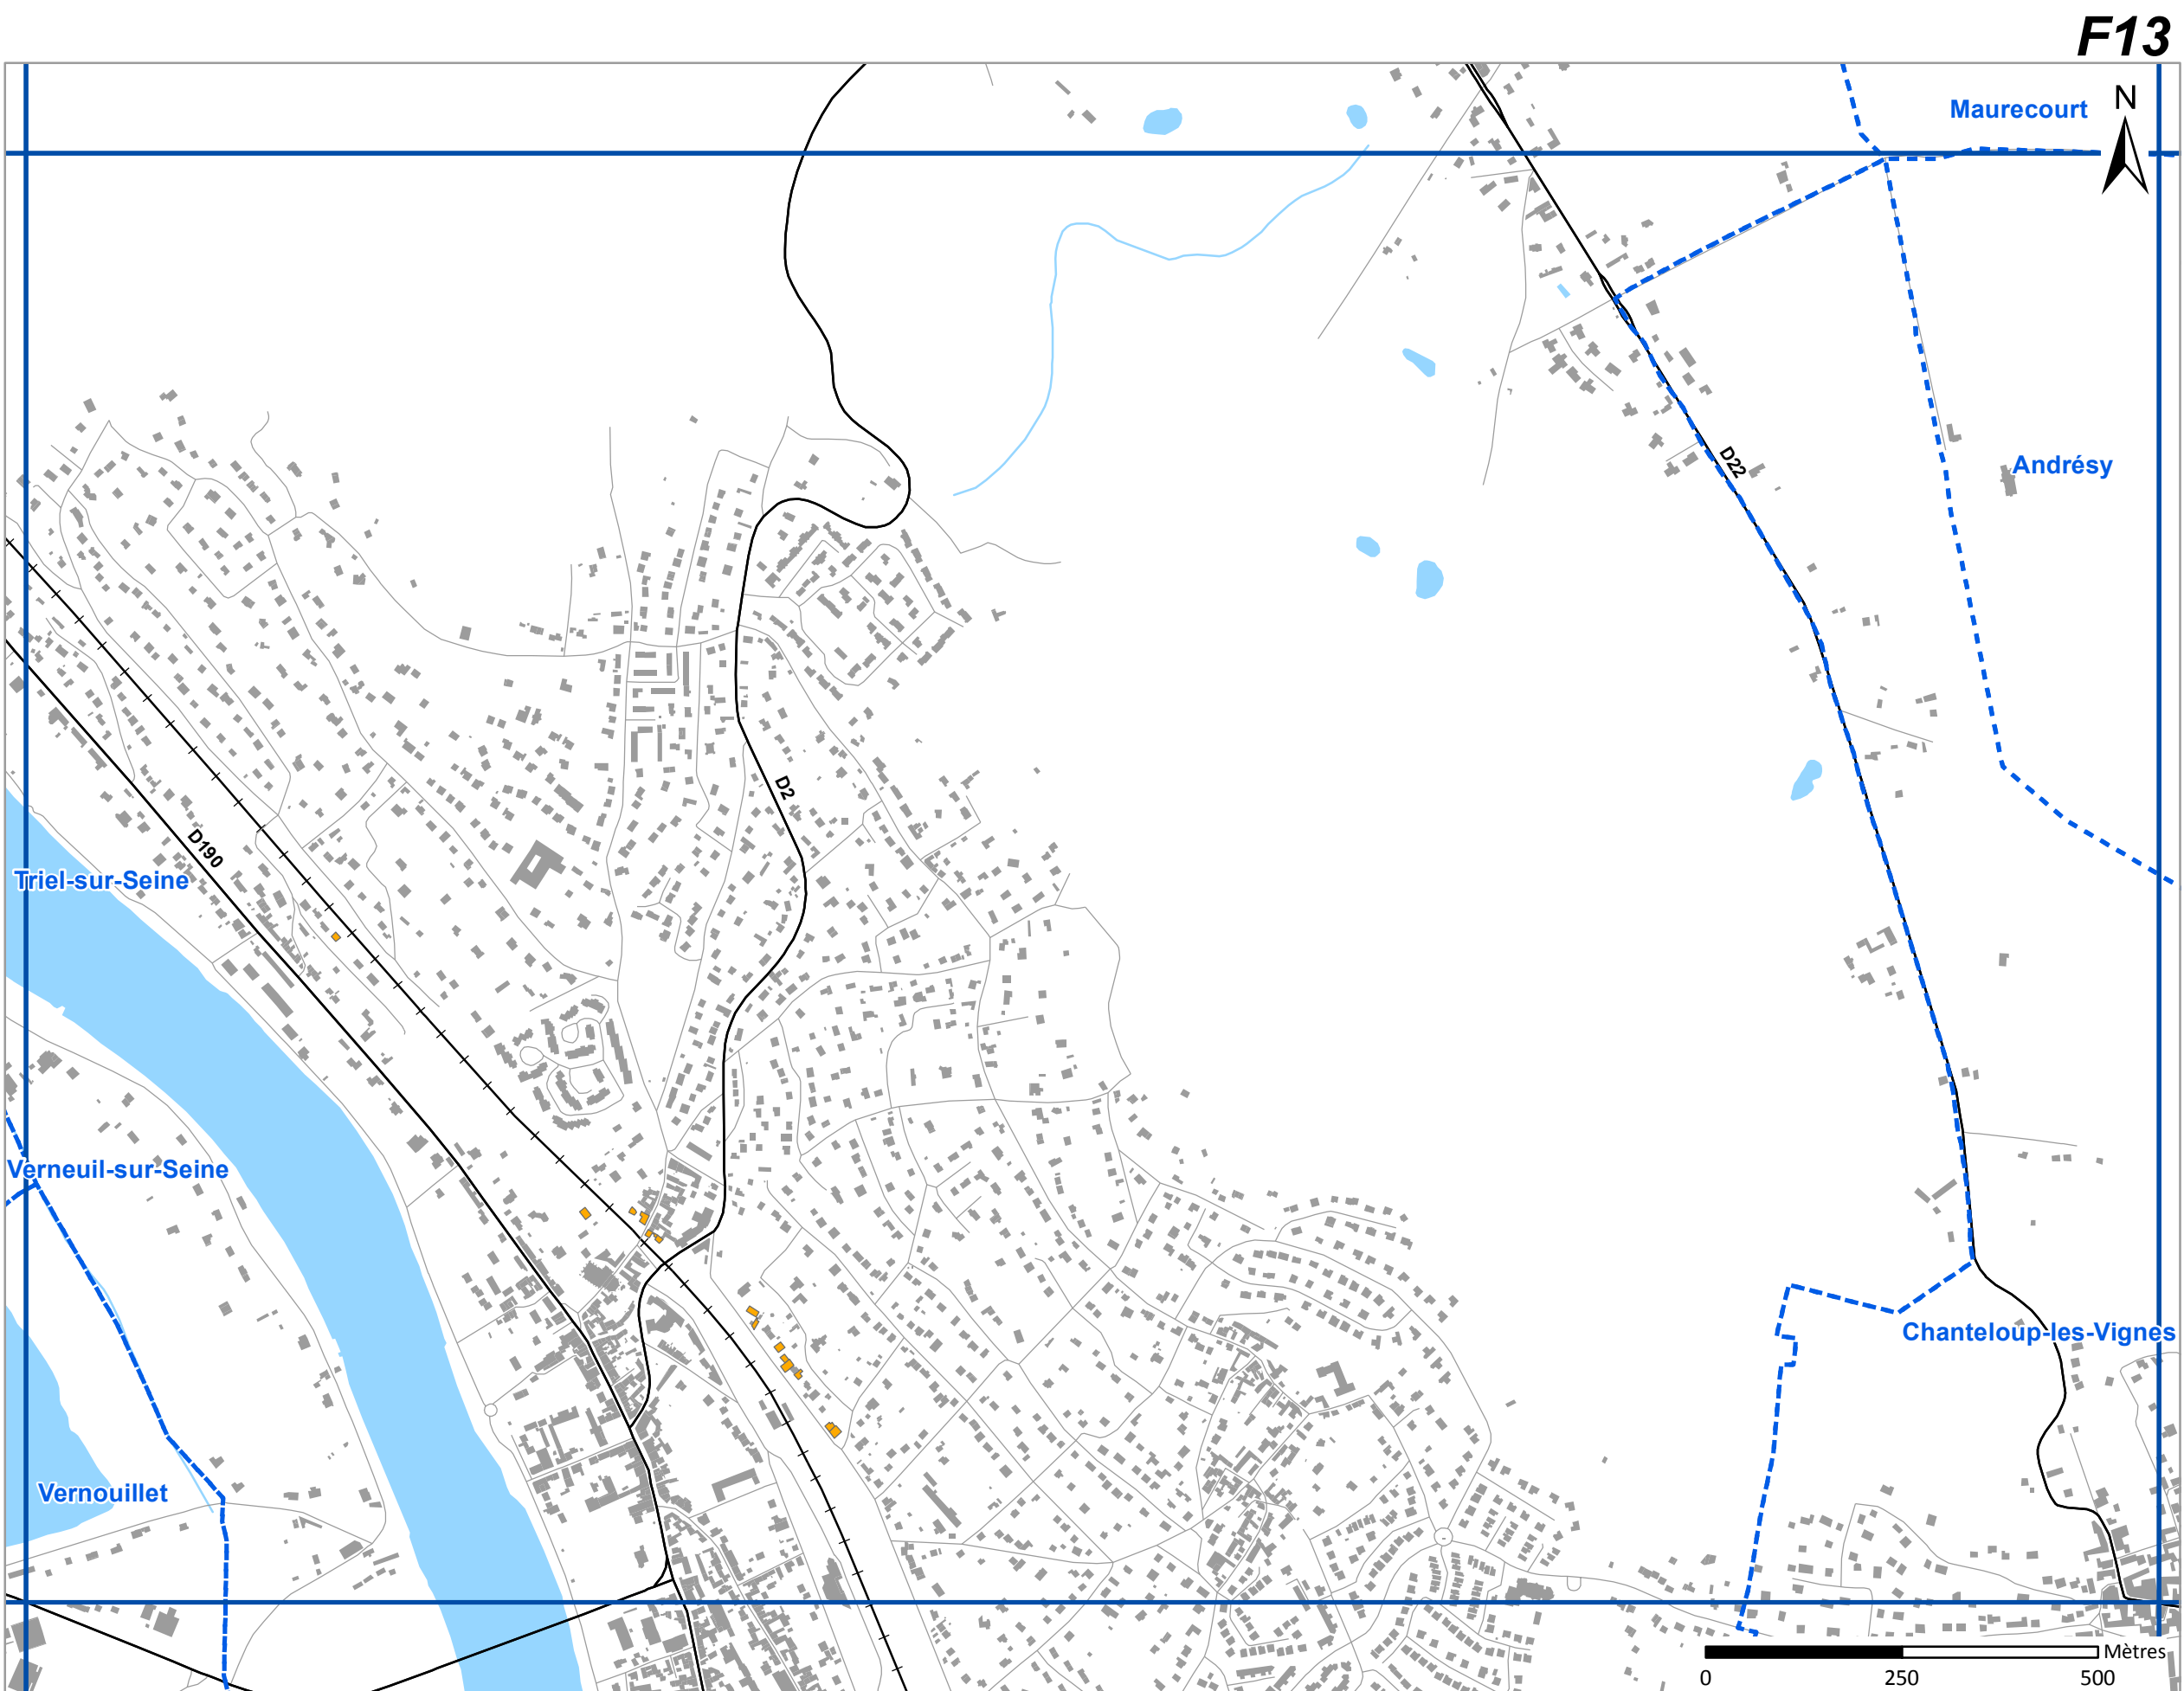 F13
Maurecourt
N
Andrésy
D22
D2
D190
Triel-sur-Seine
Verneuil-sur-Seine
Chanteloup-les-Vignes
Vernouillet
Mètres
0 250 500